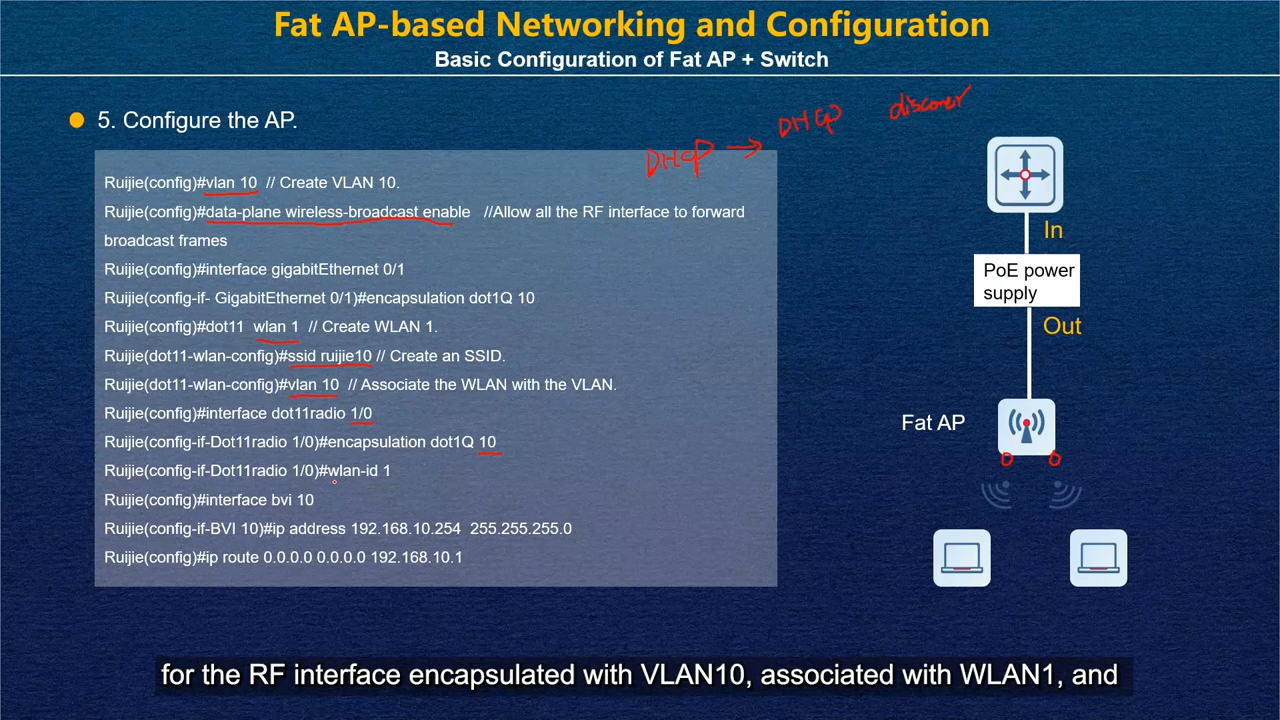 Fat AP-based Networking and Configuration
Basic Configuration of Fat AP + Switch
5. Configure the AP.
DHCP → DHCP discover
Ruijie(config)#vlan 10 // Create VLAN 10.
Ruijie(config)#data-plane wireless-broadcast enable //Allow all the RF interface to forward
broadcast frames
Ruijie(config)#interface gigabitEthernet 0/1
Ruijie(config-if- GigabitEthernet 0/1)#encapsulation dot1Q 10
Ruijie(config)#dot11 wlan 1 // Create WLAN 1.
Ruijie(dot11-wlan-config)#ssid ruijie10 // Create an SSID.
Ruijie(dot11-wlan-config)#vlan 10 // Associate the WLAN with the VLAN.
Ruijie(config)#interface dot11radio 1/0
Ruijie(config-if-Dot11radio 1/0)#encapsulation dot1Q 10
Ruijie(config-if-Dot11radio 1/0)#wlan-id 1
Ruijie(config)#interface bvi 10
Ruijie(config-if-BVI 10)#ip address 192.168.10.254 255.255.255.0
Ruijie(config)#ip route 0.0.0.0 0.0.0.0 192.168.10.1
In
PoE power
supply
Out
Fat AP
for the RF interface encapsulated with VLAN10, associated with WLAN1, and